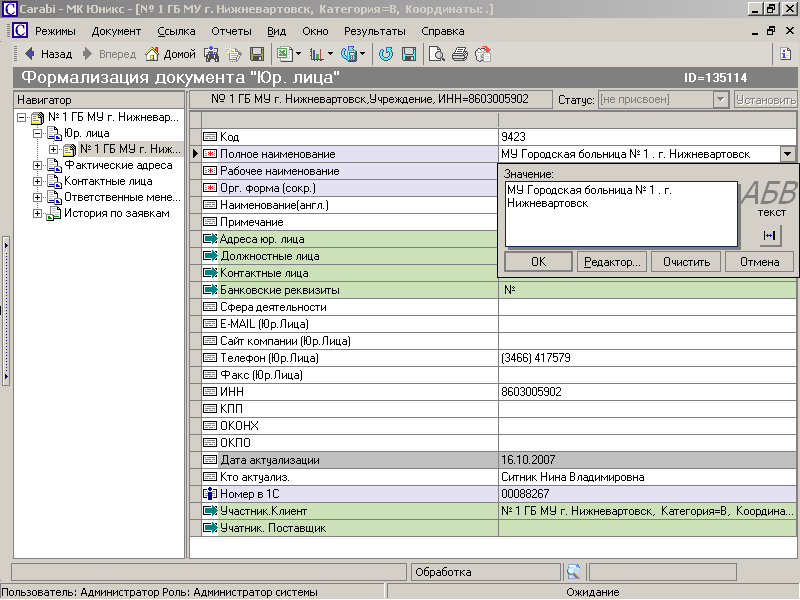 Carabi - МК Юникс - [№ 1 ГБ МУ г. Нижневартовск, Категория=В, Координаты: .]
Режимы Документ Ссылка Отчеты Вид Окно Результаты Справка
Назад Вперед Домой
Формализация документа "Юр. лица" ID=135114
Навигатор
№ 1 ГБ МУ г. Нижневар...
Юр. лица
№ 1 ГБ МУ г. Ниж...
Фактические адреса
Контактные лица
Ответственные мене...
История по заявкам
№ 1 ГБ МУ г. Нижневартовск,Учреждение, ИНН=8603005902 Статус: [не присвоен] Установить
Код 9423
Полное наименование МУ Городская больница № 1 . г. Нижневартовск
Рабочее наименование
Орг. форма (сокр.)
Наименование(англ.)
Примечание
Адреса юр. лица
Должностные лица
Контактные лица
Банковские реквизиты №
Сфера деятельности
E-MAIL (Юр.Лица)
Сайт компании (Юр.Лица)
Телефон (Юр.Лица) (3466) 417579
Факс (Юр.Лица)
ИНН 8603005902
КПП
ОКОНХ
ОКПО
Дата актуализации 16.10.2007
Кто актуализ. Ситник Нина Владимировна
Номер в 1С 00088267
Участник.Клиент № 1 ГБ МУ г. Нижневартовск, Категория=В, Координа...
Учатник. Поставщик
Значение:
МУ Городская больница № 1 . г.
Нижневартовск
АБВ
текст
ОК Редактор... Очистить Отмена
Обработка
Пользователь: Администратор Роль: Администратор системы Ожидание